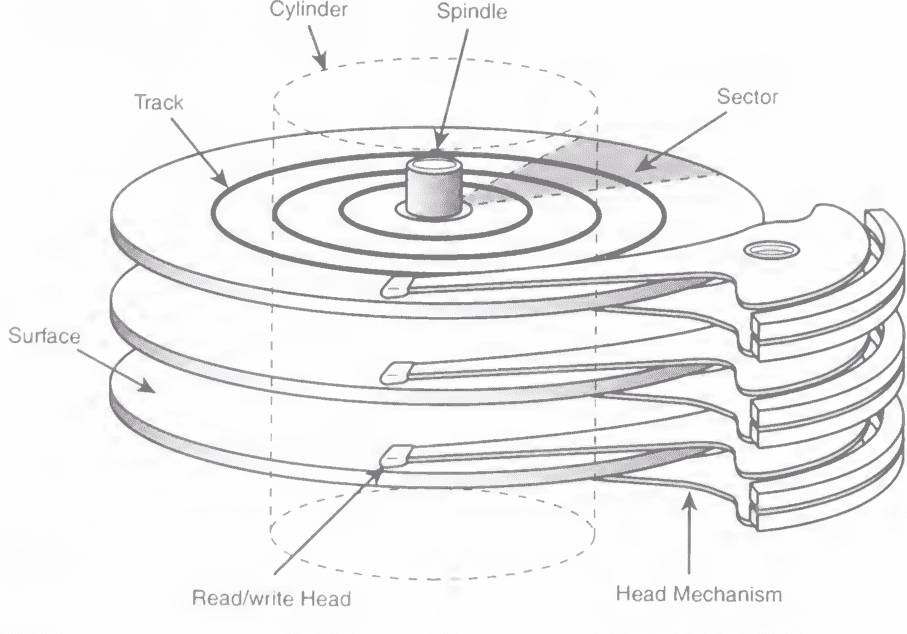 Cylinder
Spindle
Track
Sector
Surface
Read/write Head
Head Mechanism